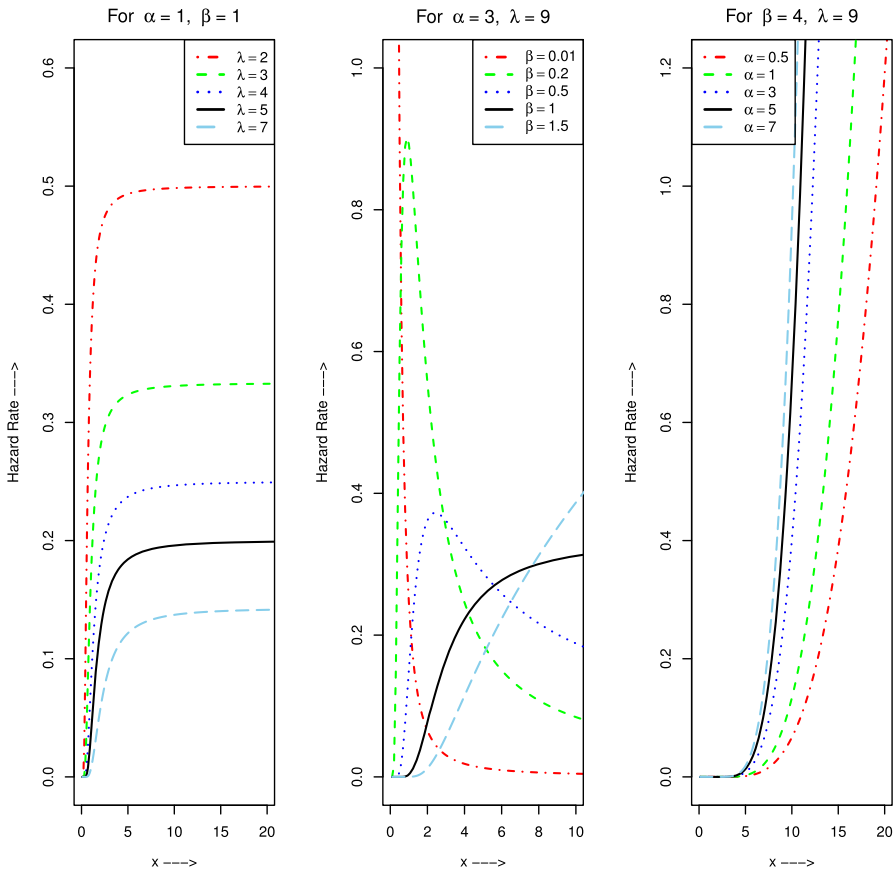 For α = 1, β = 1
λ = 2
λ = 3
λ = 4
λ = 5
λ = 7
0.6
0.5
0.4
0.3
0.2
0.1
0.0
Hazard Rate −−−>
0 5 10 15 20
x −−−>
For α = 3, λ = 9
β = 0.01
β = 0.2
β = 0.5
β = 1
β = 1.5
1.0
0.8
0.6
0.4
0.2
0.0
Hazard Rate −−−>
0 2 4 6 8 10
x −−−>
For β = 4, λ = 9
α = 0.5
α = 1
α = 3
α = 5
α = 7
1.2
1.0
0.8
0.6
0.4
0.2
0.0
Hazard Rate −−−>
0 5 10 15 20
x −−−>